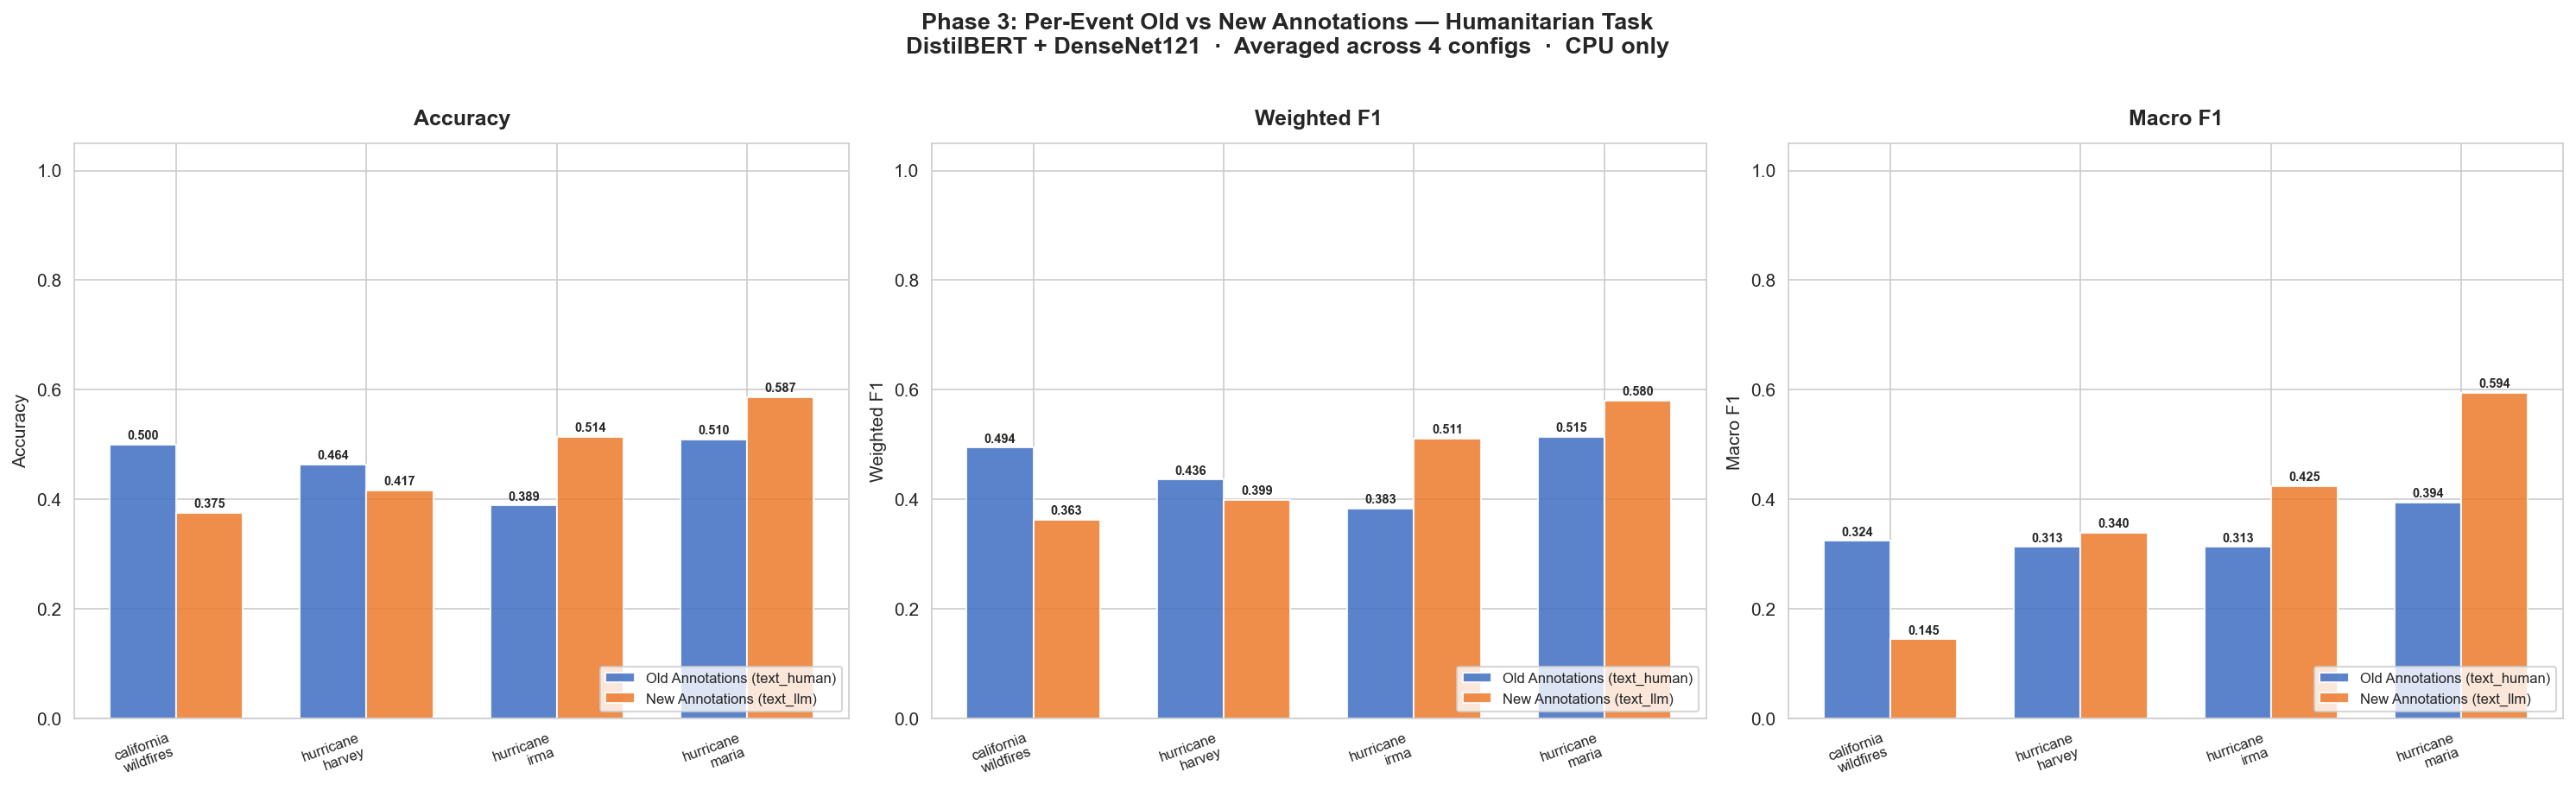 Phase 3: Per-Event Old vs New Annotations — Humanitarian Task
DistilBERT + DenseNet121 · Averaged across 4 configs · CPU only
Accuracy
Accuracy
1.0
0.8
0.6
0.4
0.2
0.0
0.500
0.375
0.464
0.417
0.389
0.514
0.510
0.587
california
wildfires
hurricane
harvey
hurricane
irma
hurricane
maria
Old Annotations (text_human)
New Annotations (text_llm)
Weighted F1
Weighted F1
1.0
0.8
0.6
0.4
0.2
0.0
0.494
0.363
0.436
0.399
0.383
0.511
0.515
0.580
california
wildfires
hurricane
harvey
hurricane
irma
hurricane
maria
Old Annotations (text_human)
New Annotations (text_llm)
Macro F1
Macro F1
1.0
0.8
0.6
0.4
0.2
0.0
0.324
0.145
0.313
0.340
0.313
0.425
0.394
0.594
california
wildfires
hurricane
harvey
hurricane
irma
hurricane
maria
Old Annotations (text_human)
New Annotations (text_llm)